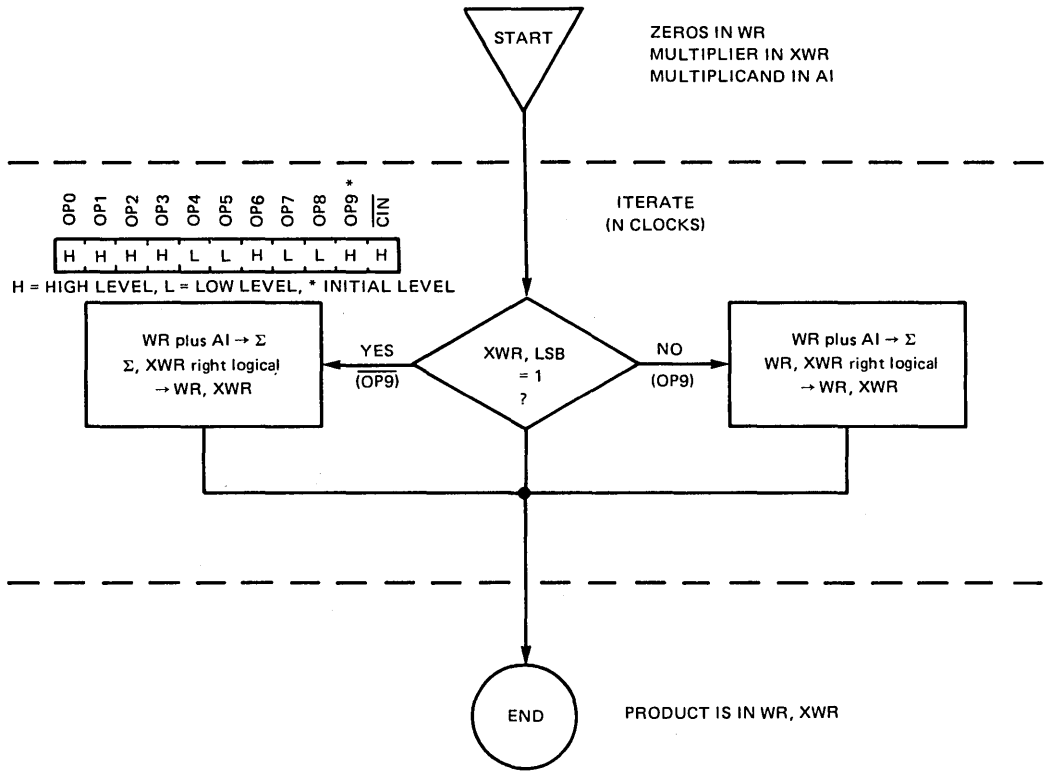 START
ZEROS IN WR
MULTIPLIER IN XWR
MULTIPLICAND IN AI
OP0 OP1 OP2 OP3 OP4 OP5 OP6 OP7 OP8 OP9 * CIN
H H H H L L H L L H H
H = HIGH LEVEL, L = LOW LEVEL, * INITIAL LEVEL
ITERATE
(N CLOCKS)
WR plus AI → Σ
Σ, XWR right logical
→ WR, XWR
YES
(OP9)
XWR, LSB
= 1
?
NO
(OP9)
WR plus AI → Σ
WR, XWR right logical
→ WR, XWR
END
PRODUCT IS IN WR, XWR